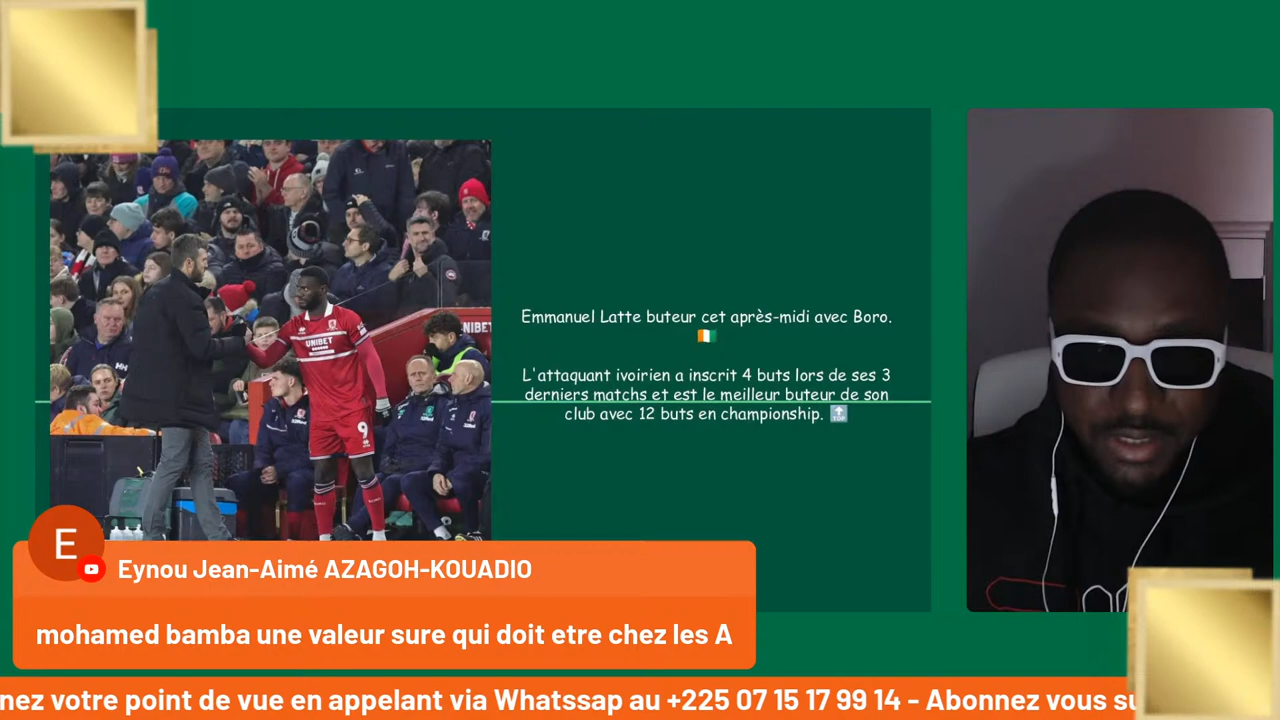 UNIBET
UNIBET
9
Emmanuel Latte buteur cet après-midi avec Boro.
🇨🇮
L'attaquant ivoirien a inscrit 4 buts lors de ses 3
derniers matchs et est le meilleur buteur de son
club avec 12 buts en championship. 🔝
E
Eynou Jean-Aimé AZAGOH-KOUADIO
mohamed bamba une valeur sure qui doit etre chez les A
nez votre point de vue en appelant via Whatssap au +225 07 15 17 99 14 - Abonnez vous su